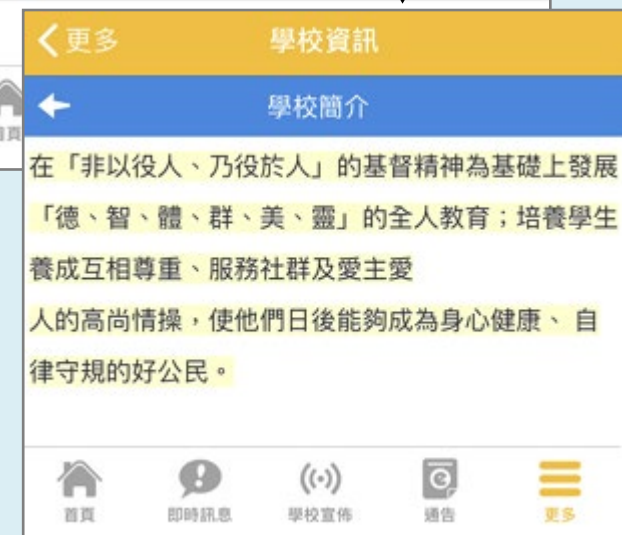 更多 學校資訊
學校簡介
在「非以役人、乃役於人」的基督精神為基礎上發展
「德、智、體、群、美、靈」的全人教育；培養學生
養成互相尊重、服務社群及愛主愛
人的高尚情操，使他們日後能夠成為身心健康、 自
律守規的好公民。
首頁 即時訊息 學校宣佈 通告 更多